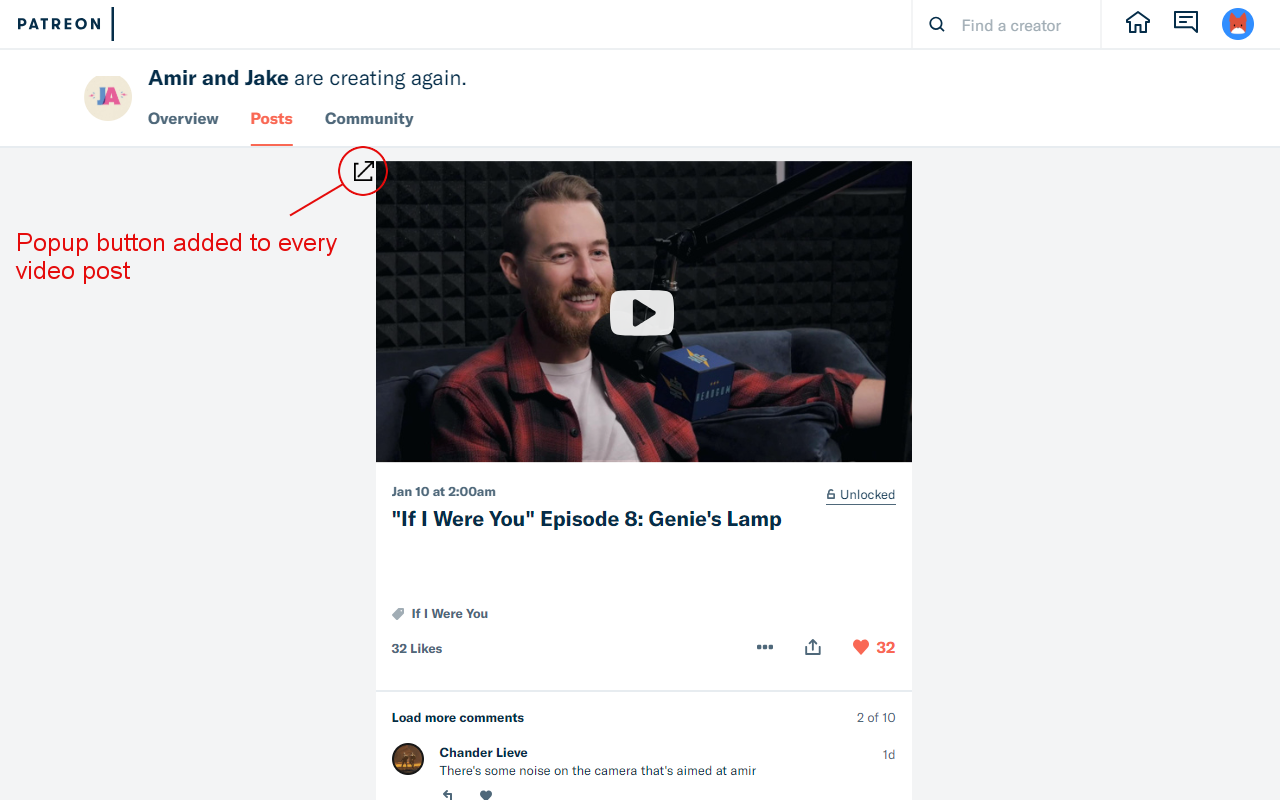 PATREON
Find a creator
JA
Amir and Jake are creating again.
Overview Posts Community
Popup button added to every
video post
HEADGUM
Jan 10 at 2:00am
Unlocked
"If I Were You" Episode 8: Genie's Lamp
If I Were You
32 Likes
32
Load more comments
2 of 10
Chander Lieve
1d
There's some noise on the camera that's aimed at amir